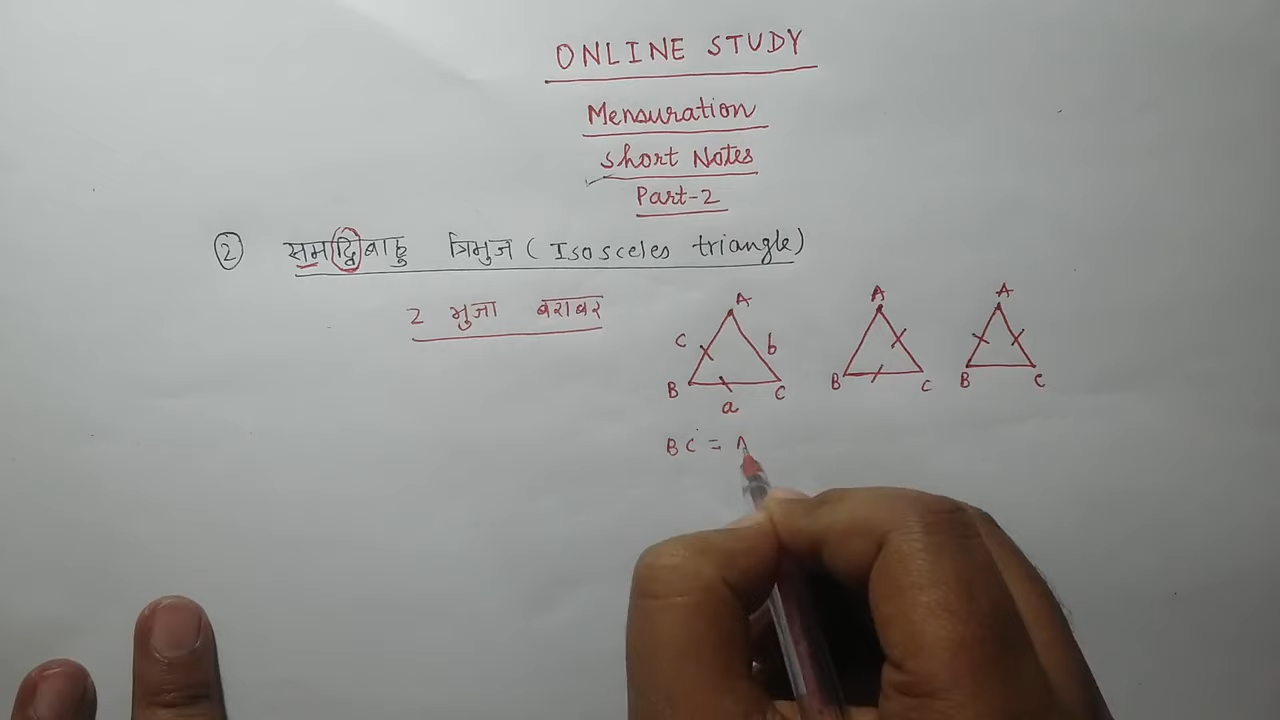 ONLINE STUDY
Mensuration
Short Notes
Part-2
② समद्विबाहु त्रिभुज (Isosceles triangle)
2 भुजा बराबर
A
A
A
c
b
B
C
B
C
B
C
a
BC = A